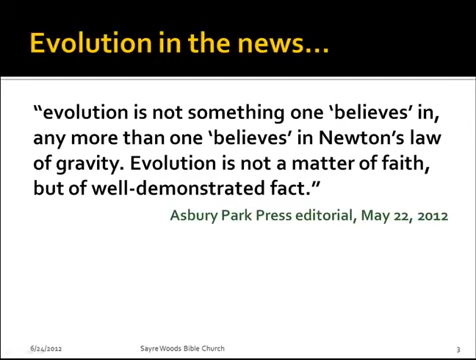 Evolution in the news...
“evolution is not something one ‘believes’ in,
any more than one ‘believes’ in Newton’s law
of gravity. Evolution is not a matter of faith,
but of well-demonstrated fact.”
Asbury Park Press editorial, May 22, 2012
6/24/2012 Sayre Woods Bible Church 3